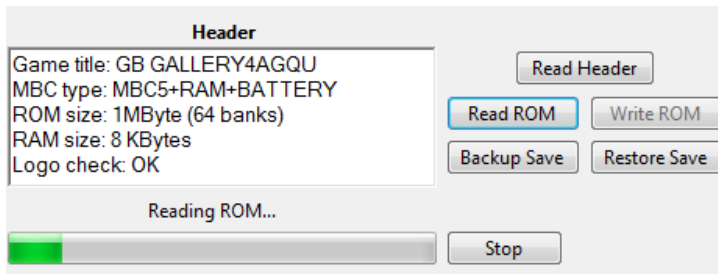 Header
Game title: GB GALLERY4AGQU
MBC type: MBC5+RAM+BATTERY
ROM size: 1MByte (64 banks)
RAM size: 8 KBytes
Logo check: OK
Read Header
Read ROM
Write ROM
Backup Save
Restore Save
Reading ROM...
Stop